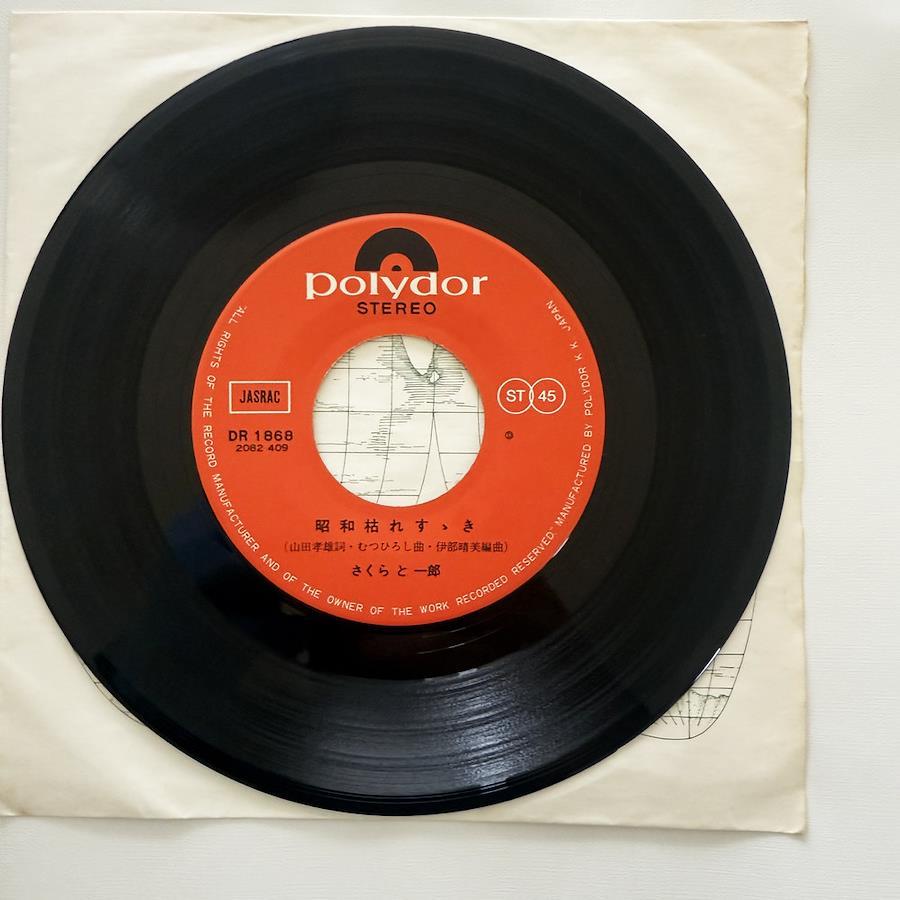 polydor
STEREO
JASRAC
ST 45
DR 1868
2082 409
昭和枯れすゝき
(山田孝雄詞・むつひろし曲・伊部晴美編曲)
さくらと一郎
"ALL RIGHTS OF THE RECORD MANUFACTURER AND OF THE OWNER OF THE WORK RECORDED RESERVED" MANUFACTURED BY POLYDOR K K JAPAN